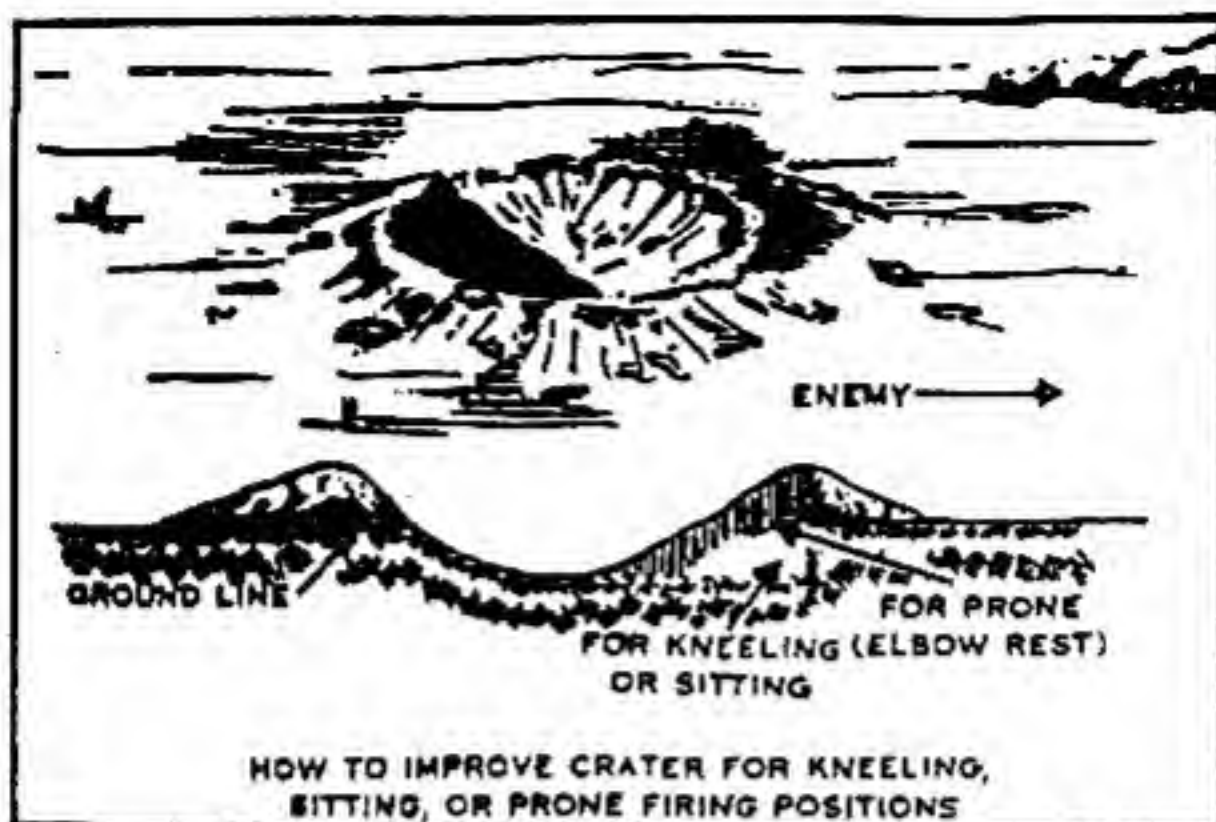 ENEMY
GROUND LINE
FOR PRONE
FOR KNEELING (ELBOW REST)
OR SITTING
HOW TO IMPROVE CRATER FOR KNEELING,
SITTING, OR PRONE FIRING POSITIONS